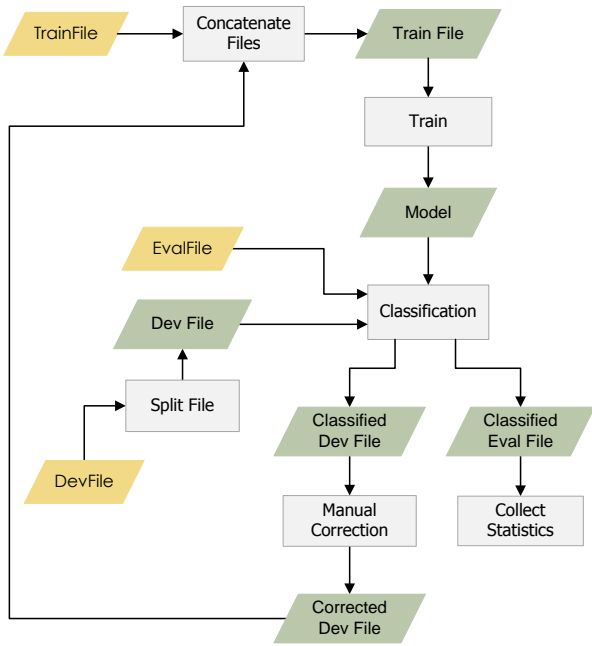 TrainFile
Concatenate
Files
Train File
Train
Model
EvalFile
Dev File
Classification
Split File
DevFile
Classified
Dev File
Classified
Eval File
Manual
Correction
Collect
Statistics
Corrected
Dev File